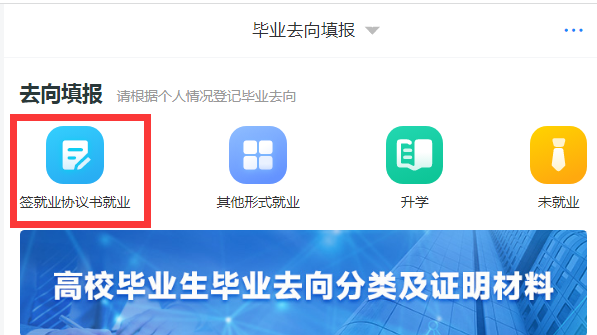 毕业去向填报
去向填报 请根据个人情况登记毕业去向
签就业协议书就业 其他形式就业 升学 未就业
高校毕业生毕业去向分类及证明材料